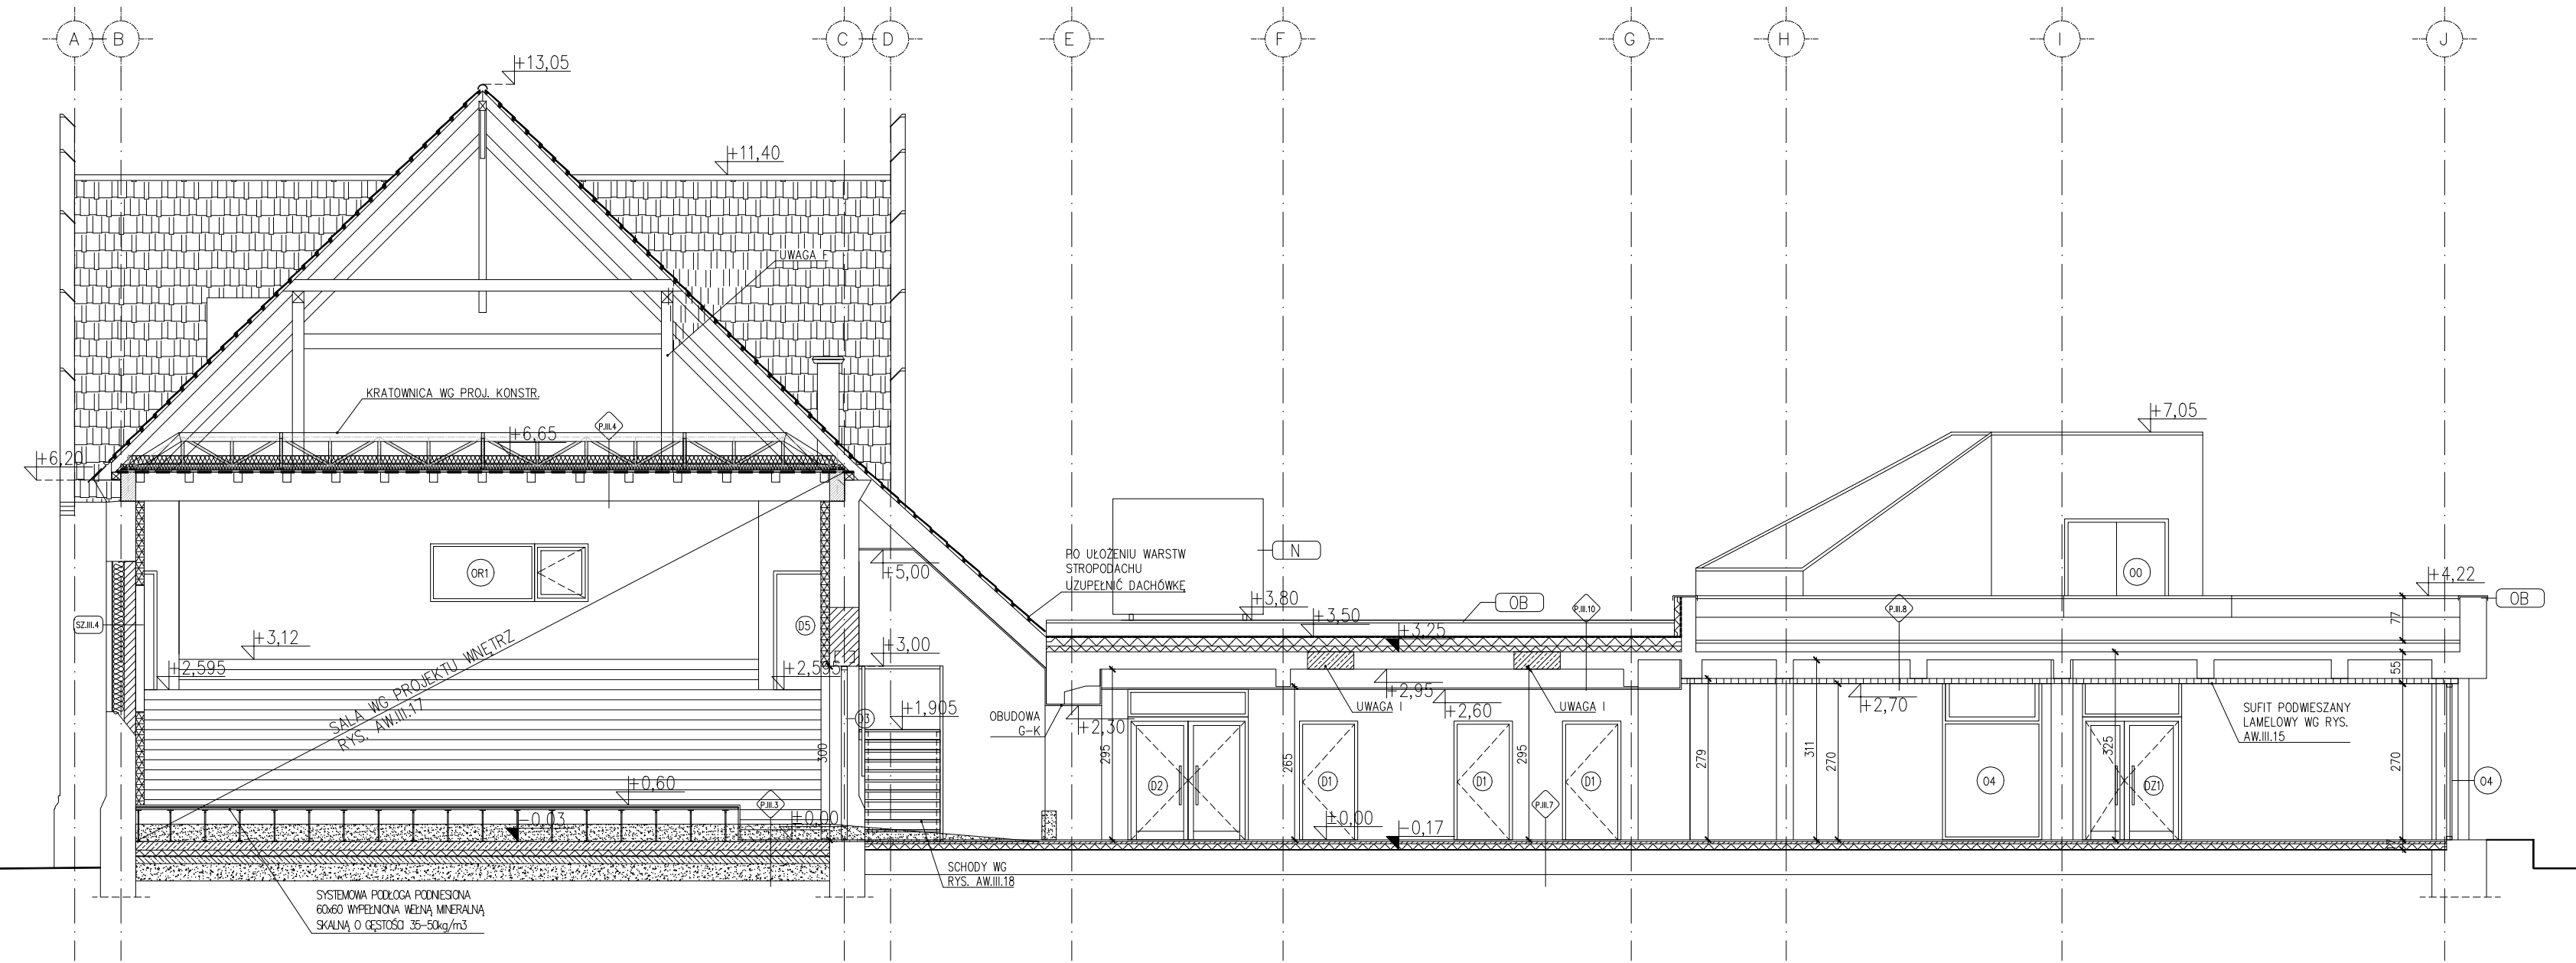 A
B
C
D
E
F
G
H
I
J
+13,05
+11,40
UWAGA F
KRATOWNICA WG PROJ. KONSTR.
P.III.4
+6,65
+6,20
+7,05
OR1
+5,00
PO UŁOŻENIU WARSTW
STROPODACHU
UZUPEŁNIĆ DACHÓWKĘ
N
OO
+4,22
OB
+3,80
OB
P.III.10
P.III.8
+3,50
+3,25
77
SZ.III.4
D5
+3,12
+3,00
+2,595
+2,595
SALA WG PROJEKTU WNĘTRZ
RYS. AW.III.17
55
+2,95
+2,60
+2,70
UWAGA I
UWAGA I
+1,905
D3
OBUDOWA
G-K
+2,30
SUFIT PODWIESZANY
LAMELOWY WG RYS.
AW.III.15
300
295
265
295
279
311
270
325
270
D2
D1
D1
D1
O4
DZ1
O4
+0,60
P.III.3
P.III.7
-0,03
±0,00
±0,00
-0,17
SCHODY WG
RYS. AW.III.18
SYSTEMOWA PODŁOGA PODNIESIONA
60x60 WYPEŁNIONA WEŁNĄ MINERALNĄ
SKALNĄ O GĘSTOŚCI 35-50kg/m3